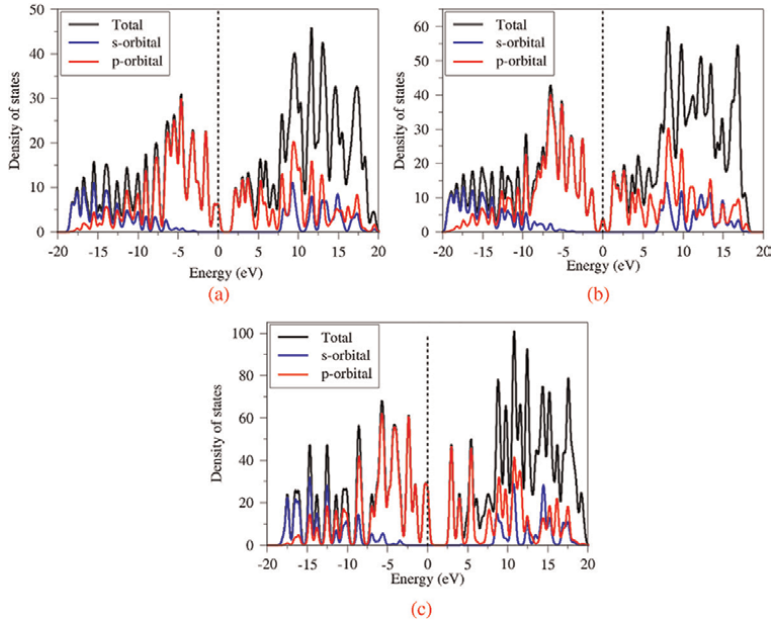 50
40
30
20
10
0
Density of states
Total
s-orbital
p-orbital
-20 -15 -10 -5 0 5 10 15 20
Energy (eV)
(a)
60
50
40
30
20
10
0
Density of states
Total
s-orbital
p-orbital
-20 -15 -10 -5 0 5 10 15 20
Energy (eV)
(b)
100
80
60
40
20
0
Density of states
Total
s-orbital
p-orbital
-20 -15 -10 -5 0 5 10 15 20
Energy (eV)
(c)